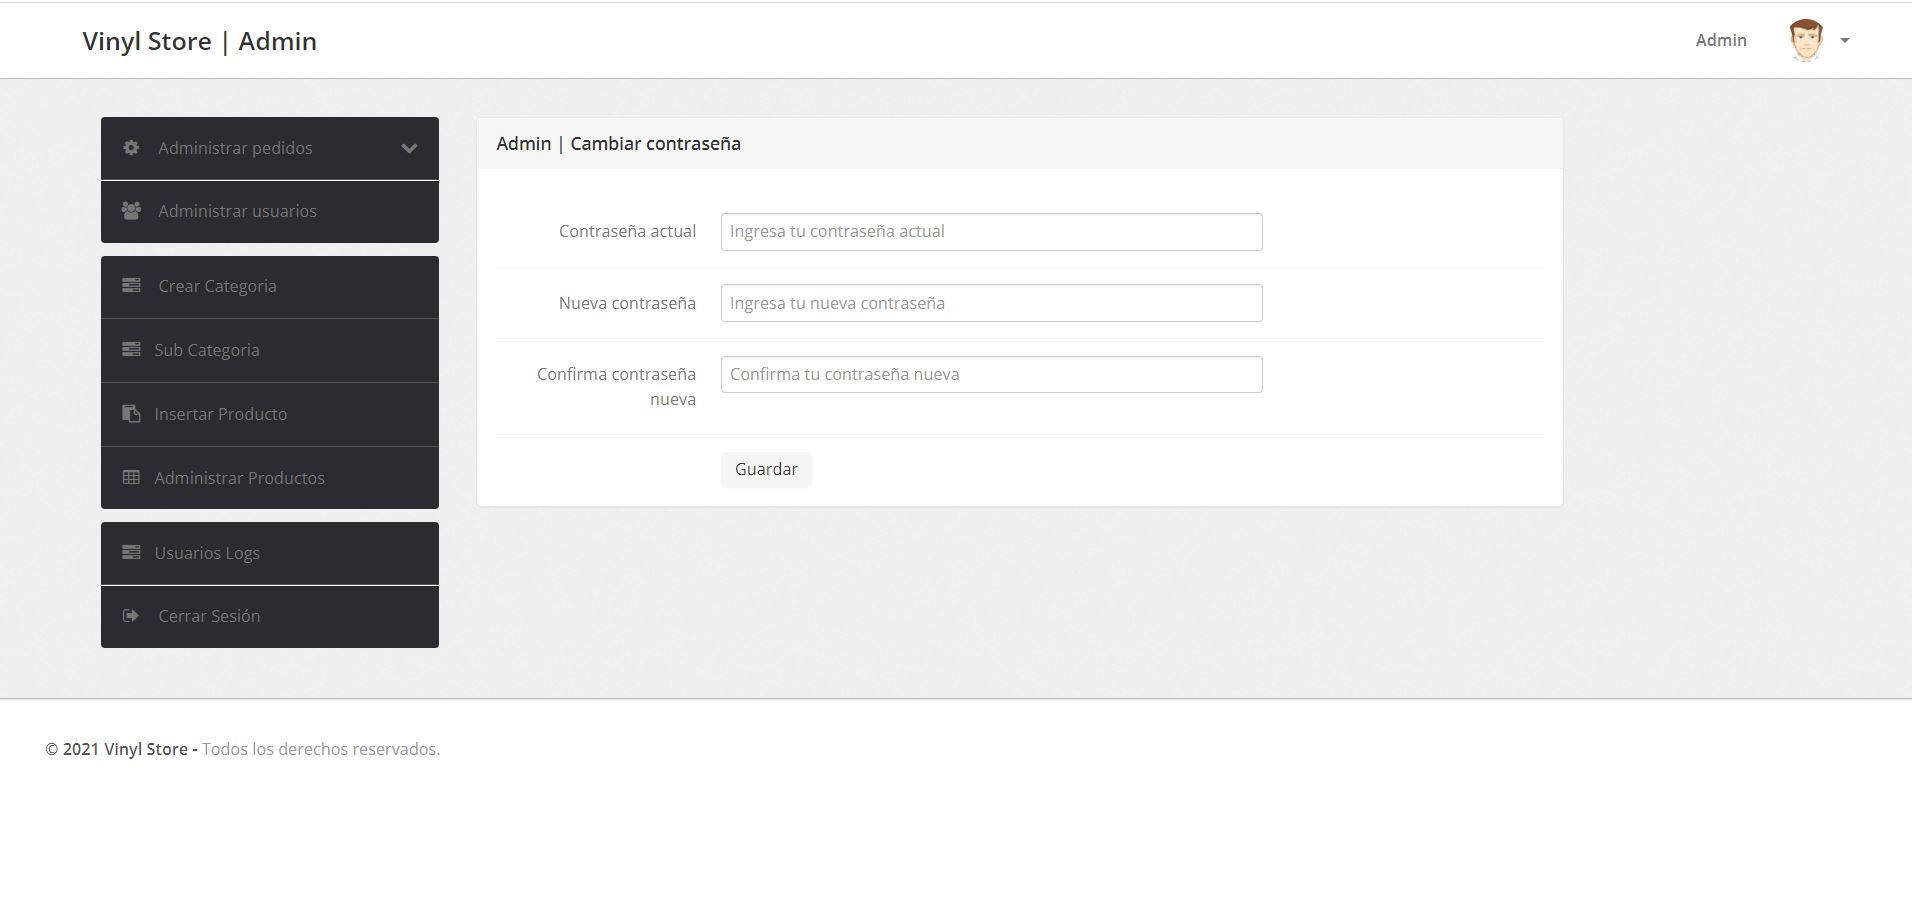 Vinyl Store | Admin
Admin
Administrar pedidos
Administrar usuarios
Crear Categoria
Sub Categoria
Insertar Producto
Administrar Productos
Usuarios Logs
Cerrar Sesión
Admin | Cambiar contraseña
Contraseña actual
Ingresa tu contraseña actual
Nueva contraseña
Ingresa tu nueva contraseña
Confirma contraseña
nueva
Confirma tu contraseña nueva
Guardar
© 2021 Vinyl Store - Todos los derechos reservados.